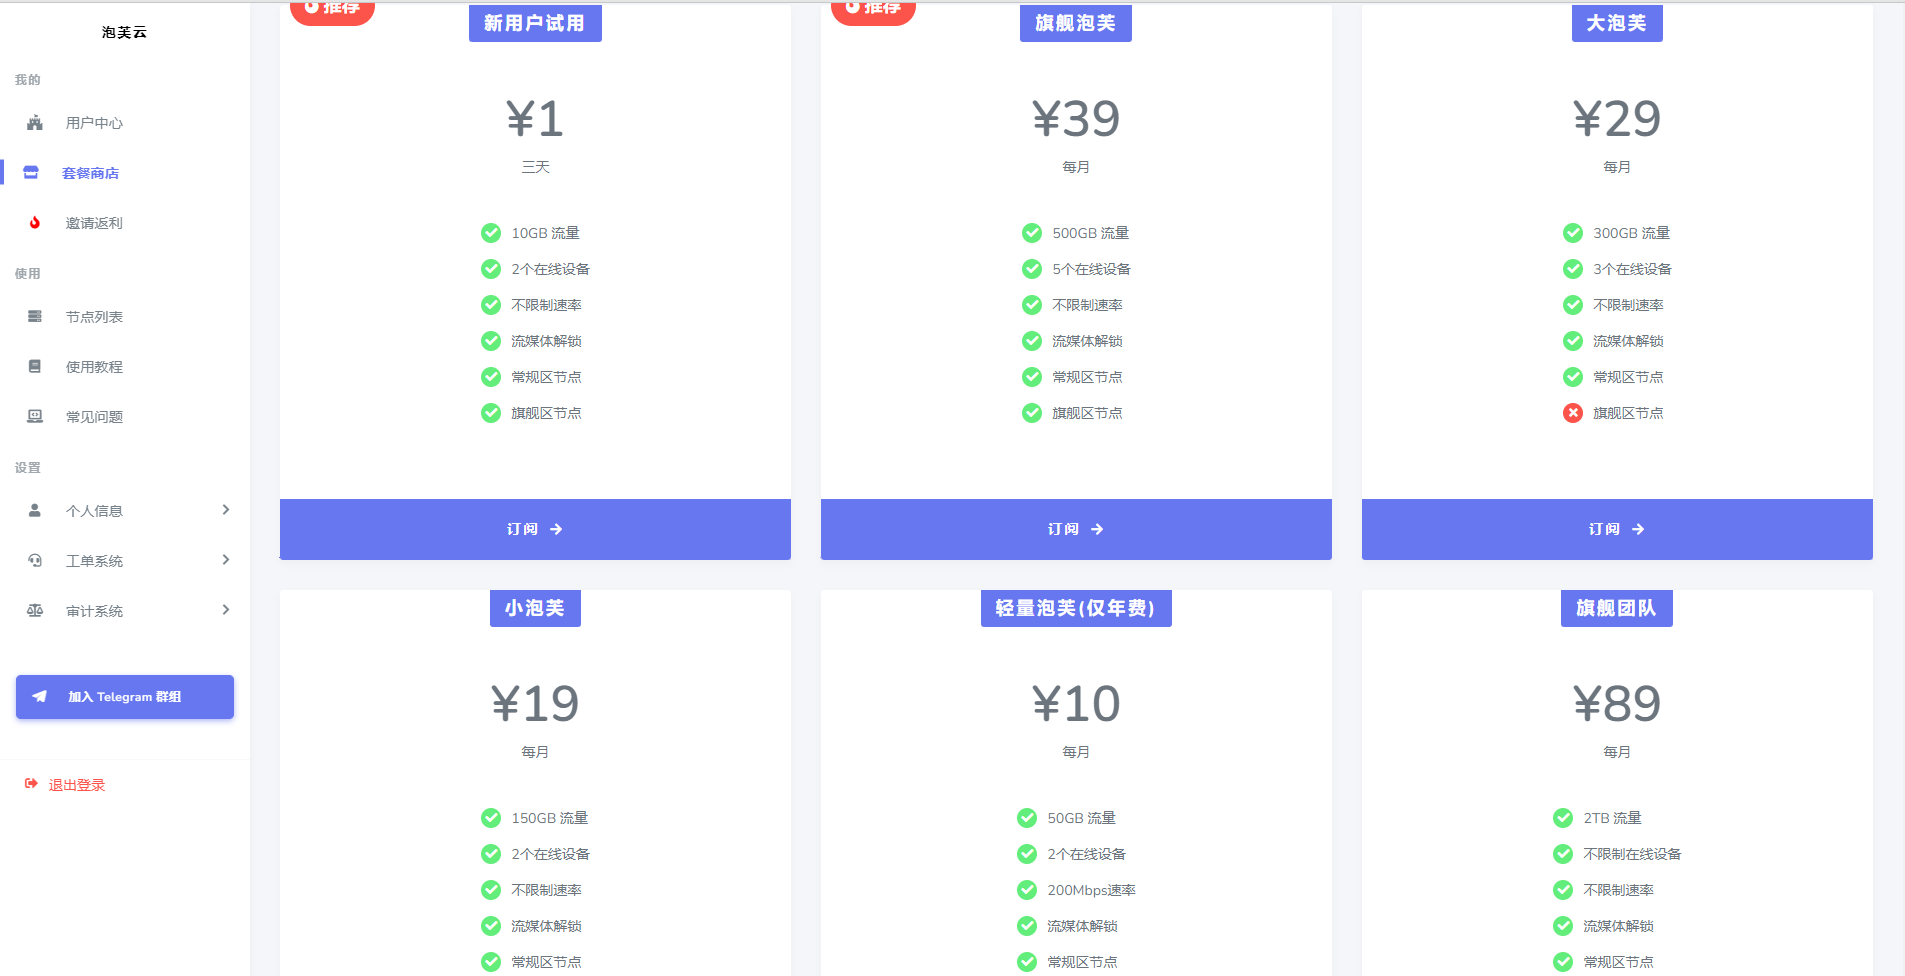 泡芙云
我的
用户中心
套餐商店
邀请返利
使用
节点列表
使用教程
常见问题
设置
个人信息
工单系统
审计系统
加入 Telegram 群组
退出登录
推荐
新用户试用
¥1
三天
10GB 流量
2个在线设备
不限制速率
流媒体解锁
常规区节点
旗舰区节点
订阅
推荐
旗舰泡芙
¥39
每月
500GB 流量
5个在线设备
不限制速率
流媒体解锁
常规区节点
旗舰区节点
订阅
大泡芙
¥29
每月
300GB 流量
3个在线设备
不限制速率
流媒体解锁
常规区节点
旗舰区节点
订阅
小泡芙
¥19
每月
150GB 流量
2个在线设备
不限制速率
流媒体解锁
常规区节点
轻量泡芙(仅年费)
¥10
每月
50GB 流量
2个在线设备
200Mbps速率
流媒体解锁
常规区节点
旗舰团队
¥89
每月
2TB 流量
不限制在线设备
不限制速率
流媒体解锁
常规区节点